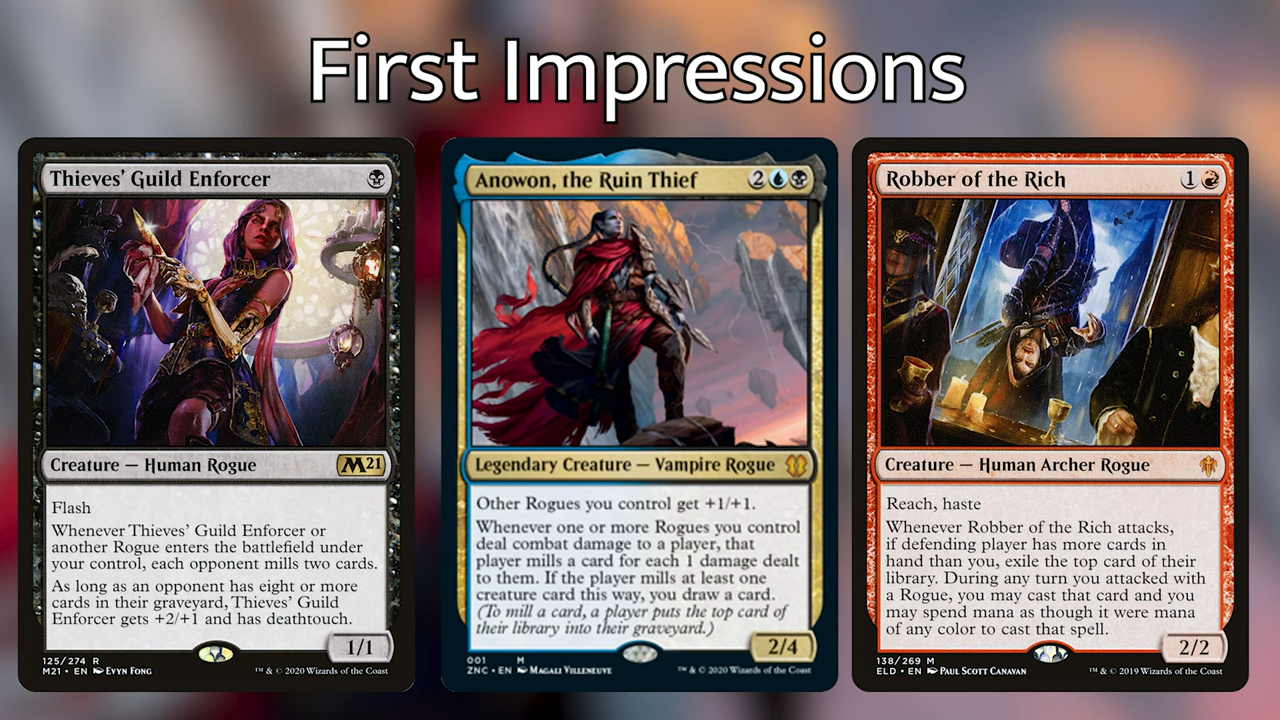 First Impressions
Thieves' Guild Enforcer
Creature — Human Rogue
M21
Flash
Whenever Thieves' Guild Enforcer or
another Rogue enters the battlefield under
your control, each opponent mills two cards.
As long as an opponent has eight or more
cards in their graveyard, Thieves' Guild
Enforcer gets +2/+1 and has deathtouch.
1/1
125/274 R
M21 • EN Evyn Fong
™ & © 2020 Wizards of the Coast
Anowon, the Ruin Thief 2
Legendary Creature — Vampire Rogue
Other Rogues you control get +1/+1.
Whenever one or more Rogues you control
deal combat damage to a player, that
player mills a card for each 1 damage dealt
to them. If the player mills at least one
creature card this way, you draw a card.
(To mill a card, a player puts the top card of
their library into their graveyard.)
2/4
001 M
ZNC • EN Magali Villeneuve
™ & © 2020 Wizards of the Coast
Robber of the Rich 1
Creature — Human Archer Rogue
Reach, haste
Whenever Robber of the Rich attacks,
if defending player has more cards in
hand than you, exile the top card of their
library. During any turn you attacked with
a Rogue, you may cast that card and you
may spend mana as though it were mana
of any color to cast that spell.
2/2
138/269 M
ELD • EN Paul Scott Canavan
™ & © 2019 Wizards of the Coast